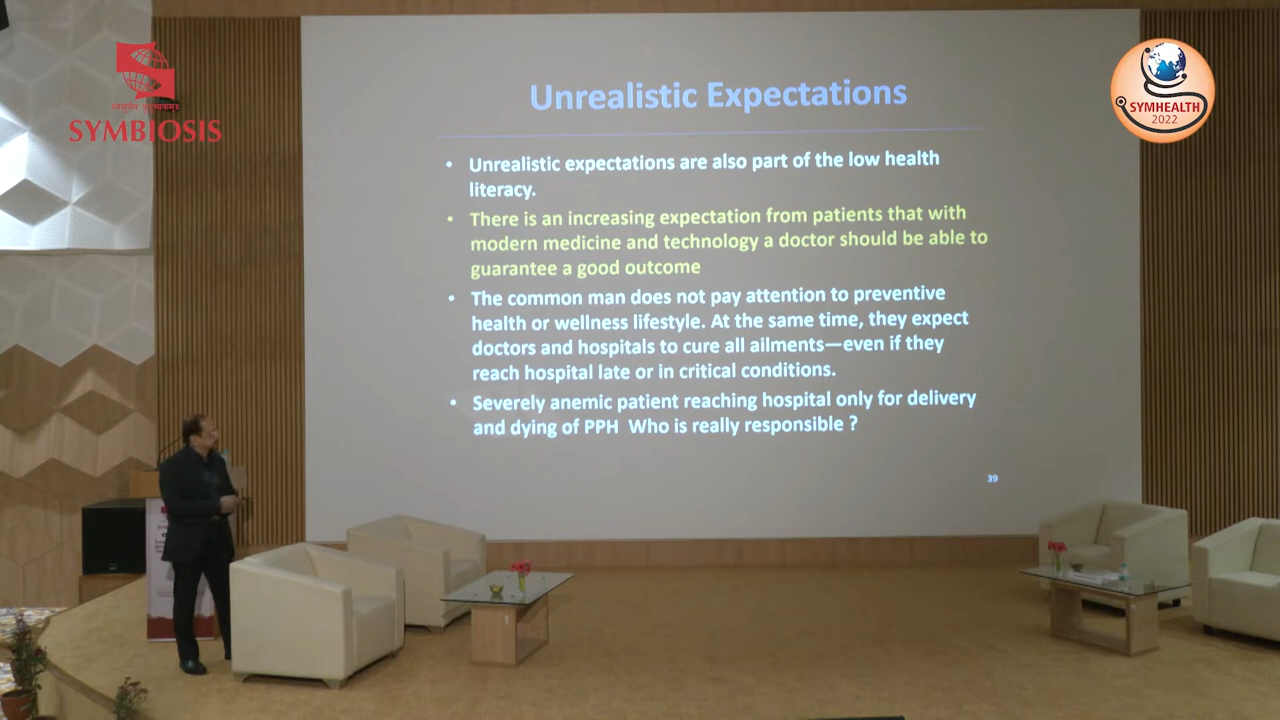 SYMBIOSIS
SYMHEALTH
2022
Unrealistic Expectations
• Unrealistic expectations are also part of the low health
literacy.
• There is an increasing expectation from patients that with
modern medicine and technology a doctor should be able to
guarantee a good outcome
• The common man does not pay attention to preventive
health or wellness lifestyle. At the same time, they expect
doctors and hospitals to cure all ailments—even if they
reach hospital late or in critical conditions.
• Severely anemic patient reaching hospital only for delivery
and dying of PPH Who is really responsible ?
39